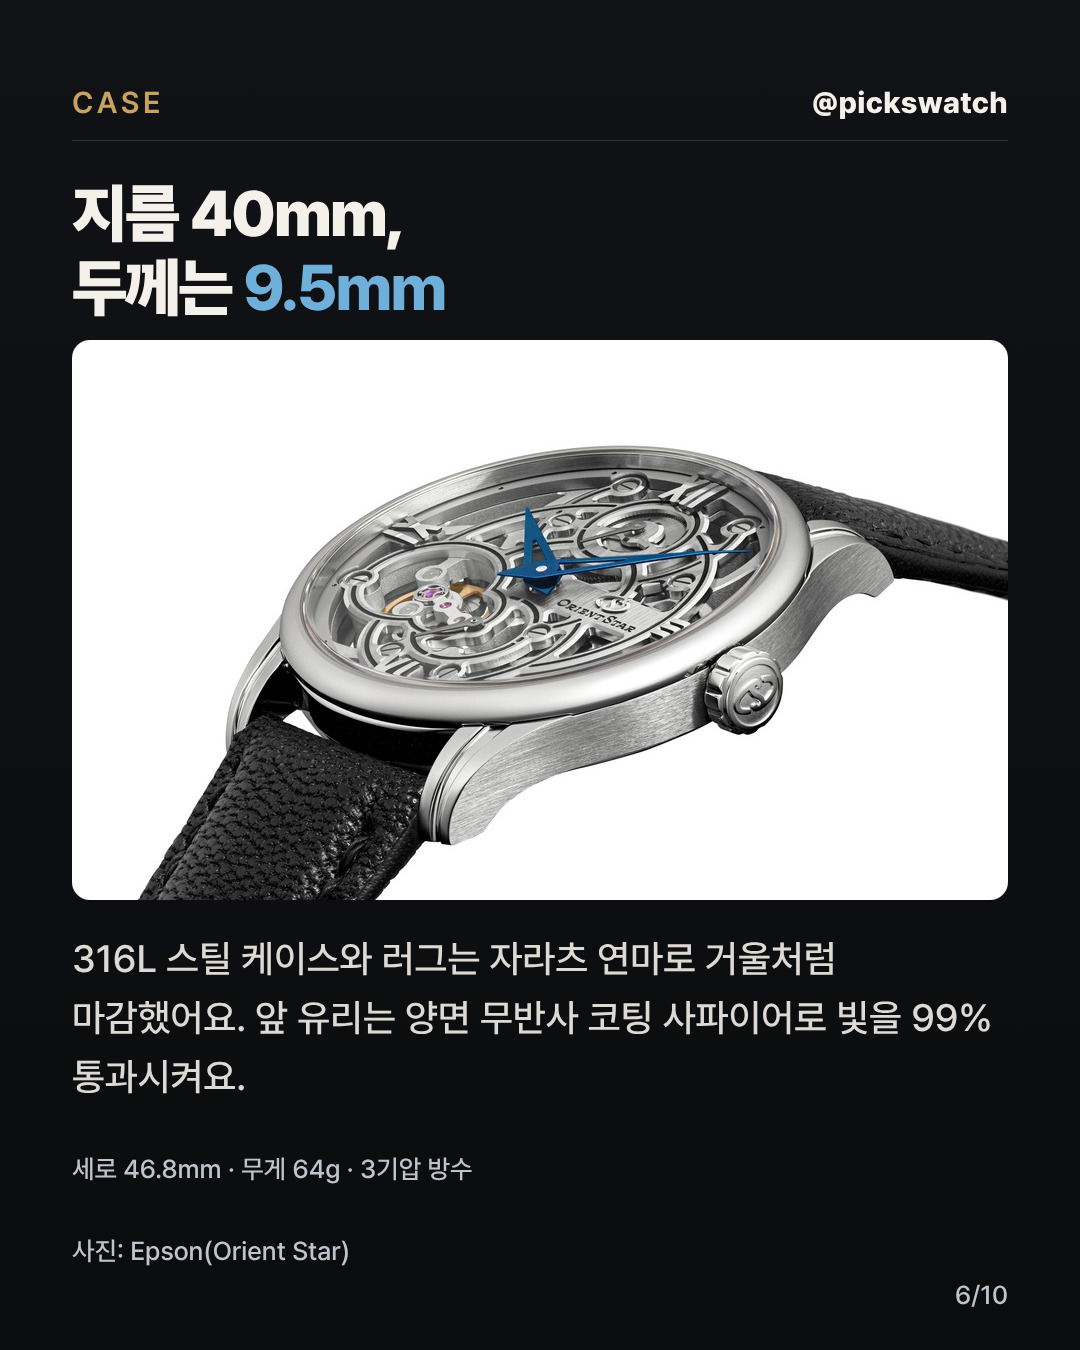 CASE
@pickswatch
지름 40mm,
두께는 9.5mm
XII
IX
ORIENT STAR
316L 스틸 케이스와 러그는 자라츠 연마로 거울처럼
마감했어요. 앞 유리는 양면 무반사 코팅 사파이어로 빛을 99%
통과시켜요.
세로 46.8mm · 무게 64g · 3기압 방수
사진: Epson(Orient Star)
6/10